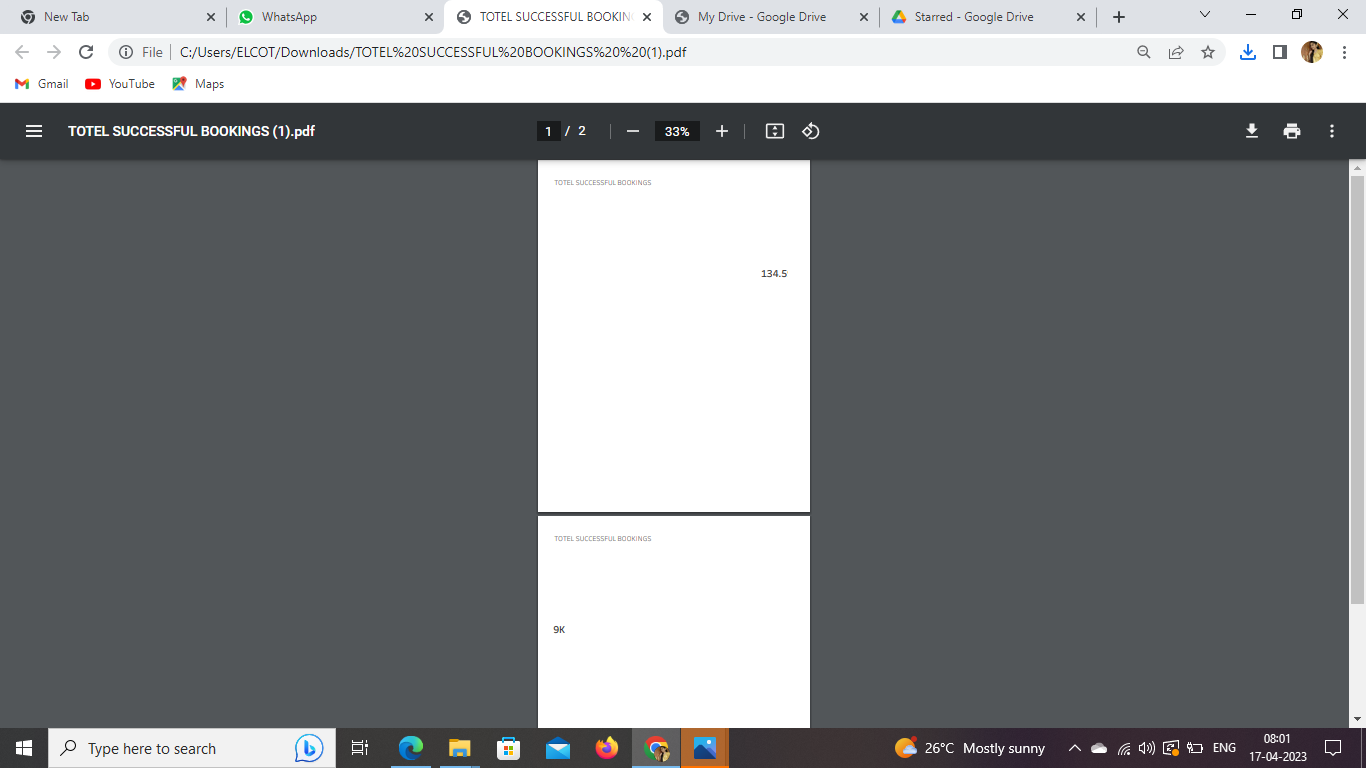 New Tab
WhatsApp
TOTEL SUCCESSFUL BOOKIN
My Drive - Google Drive
Starred - Google Drive
File
C:/Users/ELCOT/Downloads/TOTEL%20SUCCESSFUL%20BOOKINGS%20%20(1).pdf
Gmail
YouTube
Maps
TOTEL SUCCESSFUL BOOKINGS (1).pdf
1 / 2
33%
TOTEL SUCCESSFUL BOOKINGS
134.5
TOTEL SUCCESSFUL BOOKINGS
9K
Type here to search
26°C Mostly sunny
ENG
08:01
17-04-2023